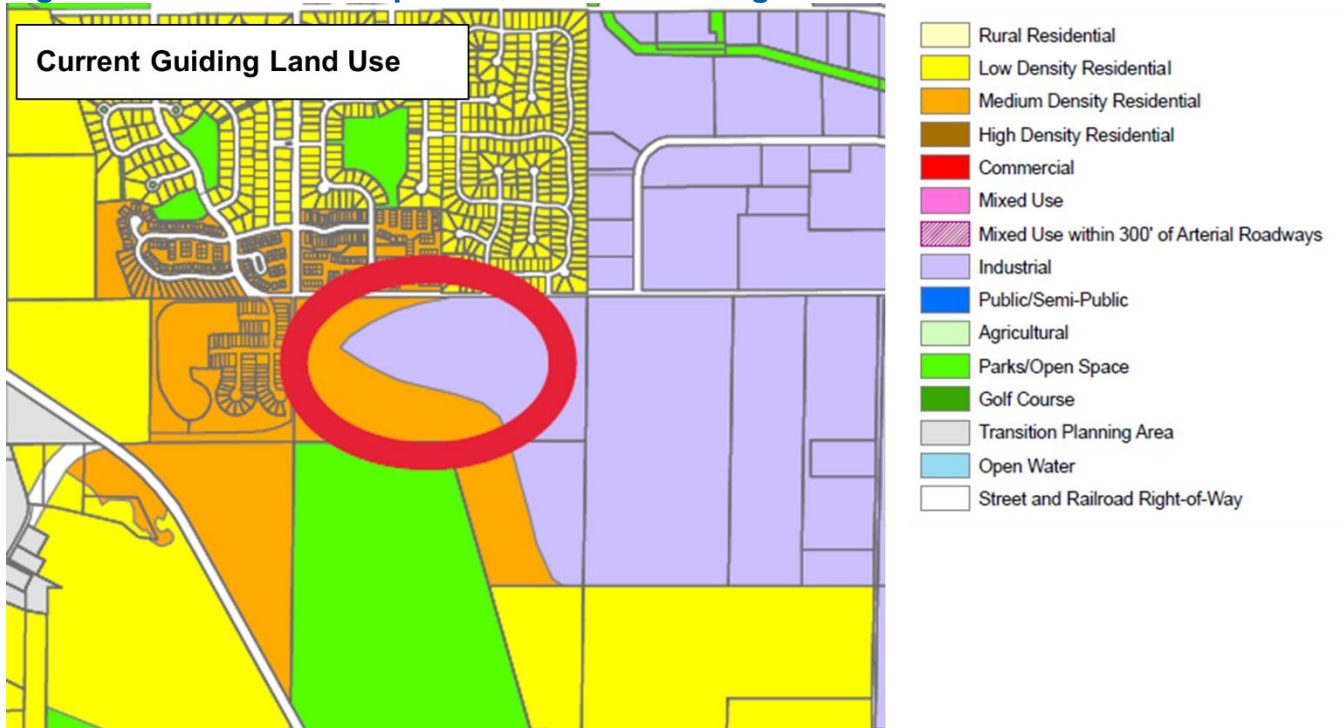 Current Guiding Land Use
Rural Residential
Low Density Residential
Medium Density Residential
High Density Residential
Commercial
Mixed Use
Mixed Use within 300' of Arterial Roadways
Industrial
Public/Semi-Public
Agricultural
Parks/Open Space
Golf Course
Transition Planning Area
Open Water
Street and Railroad Right-of-Way